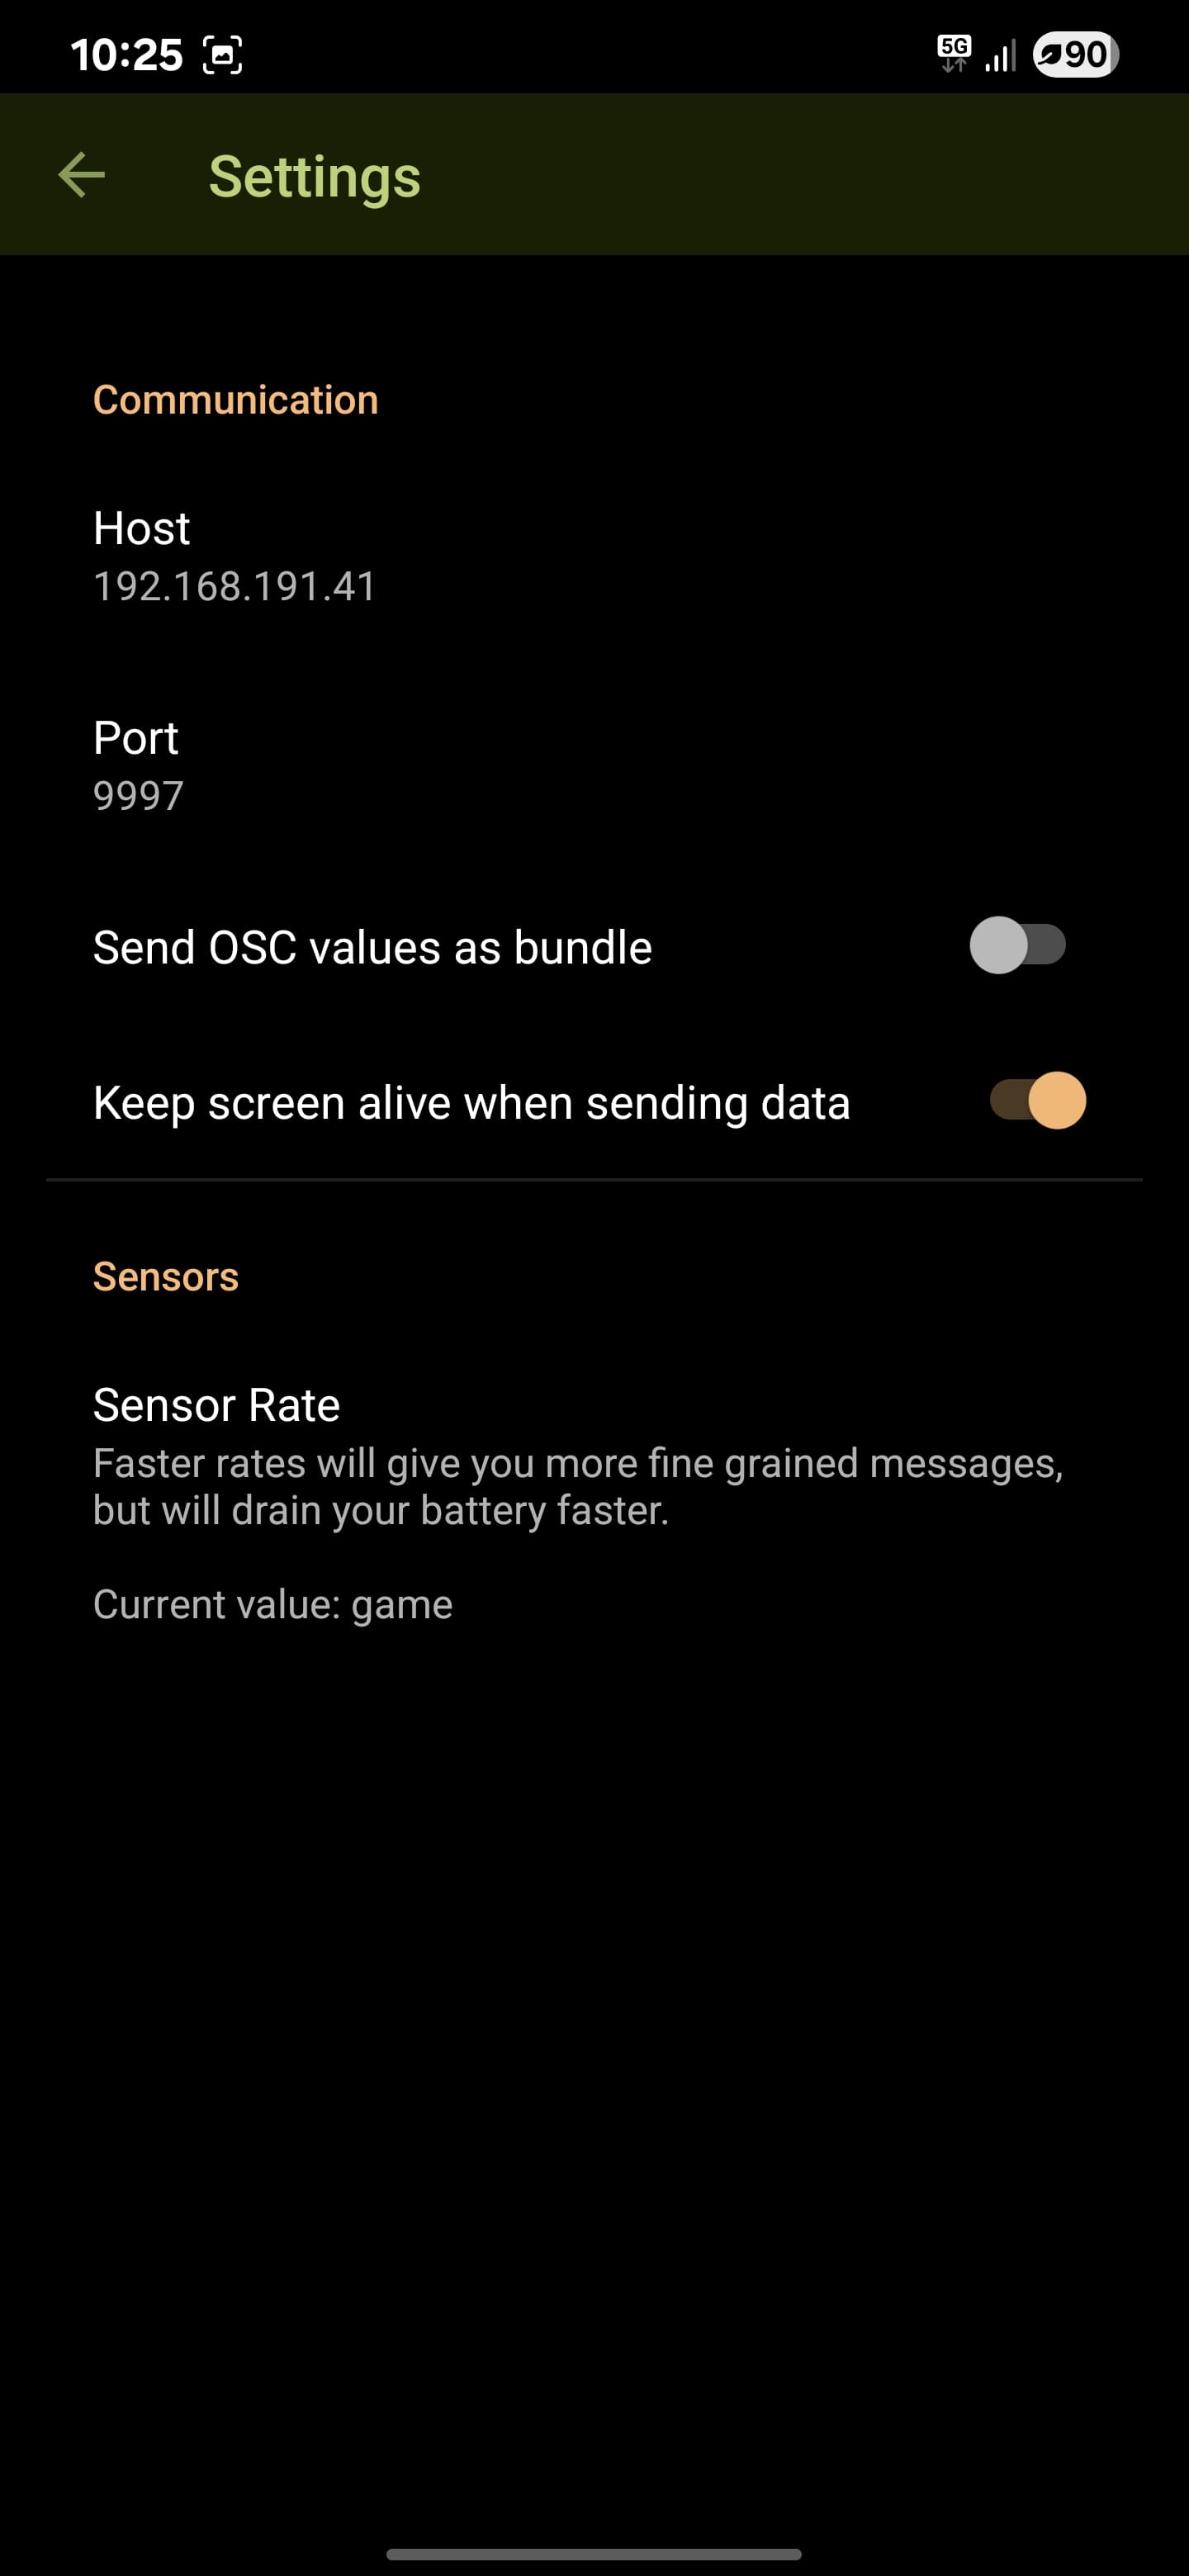 10:25
5G
90
Settings
Communication
Host
192.168.191.41
Port
9997
Send OSC values as bundle
Keep screen alive when sending data
Sensors
Sensor Rate
Faster rates will give you more fine grained messages,
but will drain your battery faster.
Current value: game